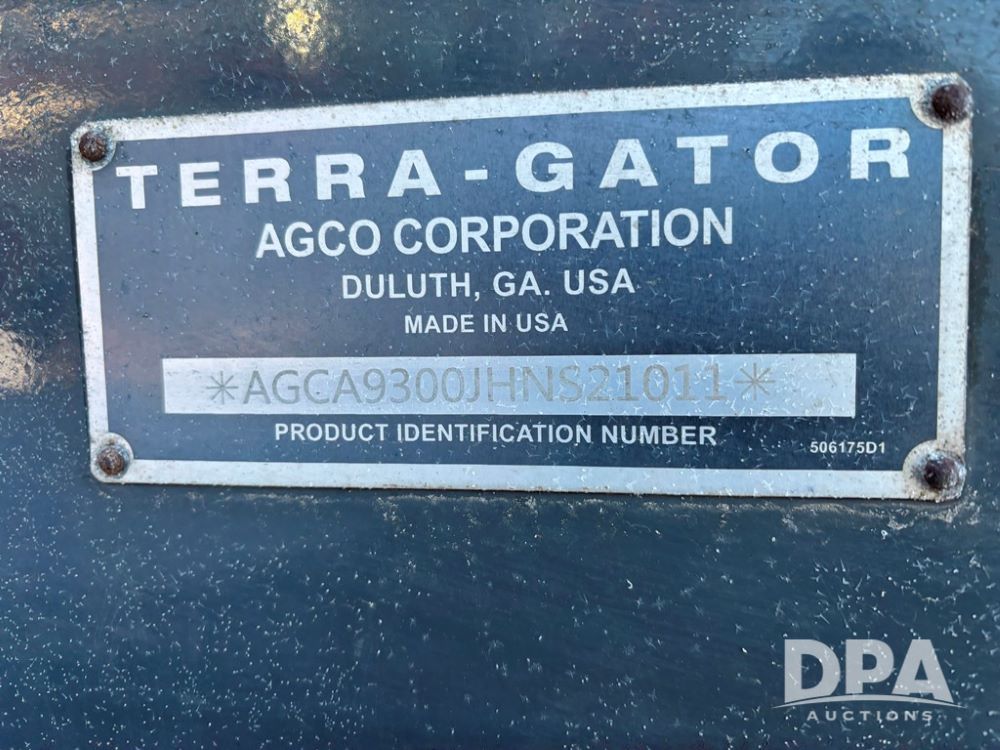 TERRA-GATOR
AGCO CORPORATION
DULUTH, GA. USA
MADE IN USA
*AGCA9300JHNS21011*
PRODUCT IDENTIFICATION NUMBER
506175D1
DPA
AUCTIONS